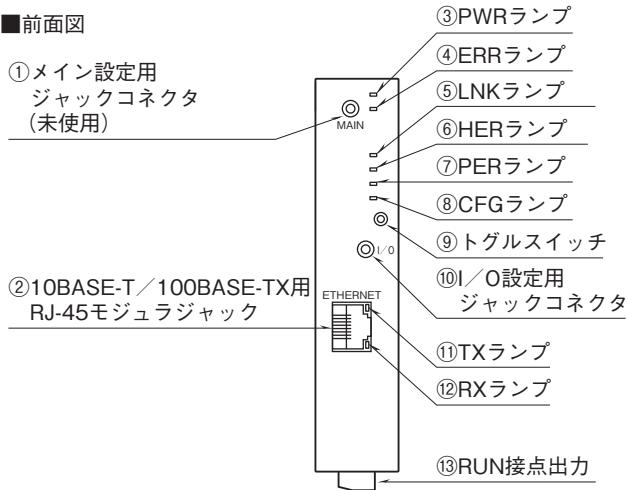 ■前面図
①メイン設定用
ジャックコネクタ
(未使用)
②10BASE-T／100BASE-TX用
RJ-45モジュラジャック
MAIN
I／O
ETHERNET
③PWRランプ
④ERRランプ
⑤LNKランプ
⑥HERランプ
⑦PERランプ
⑧CFGランプ
⑨トグルスイッチ
⑩I／O設定用
ジャックコネクタ
⑪TXランプ
⑫RXランプ
⑬RUN接点出力